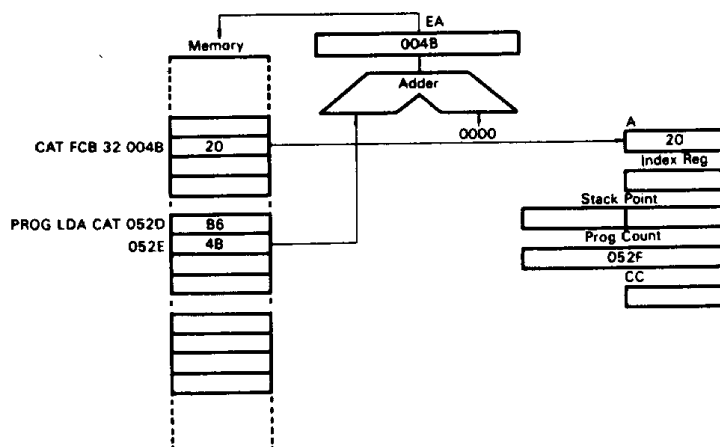 EA
004B
Memory
Adder
0000
CAT FCB 32 004B
20
A
20
Index Reg
Stack Point
PROG LDA CAT 052D
B6
052E
4B
Prog Count
052F
CC